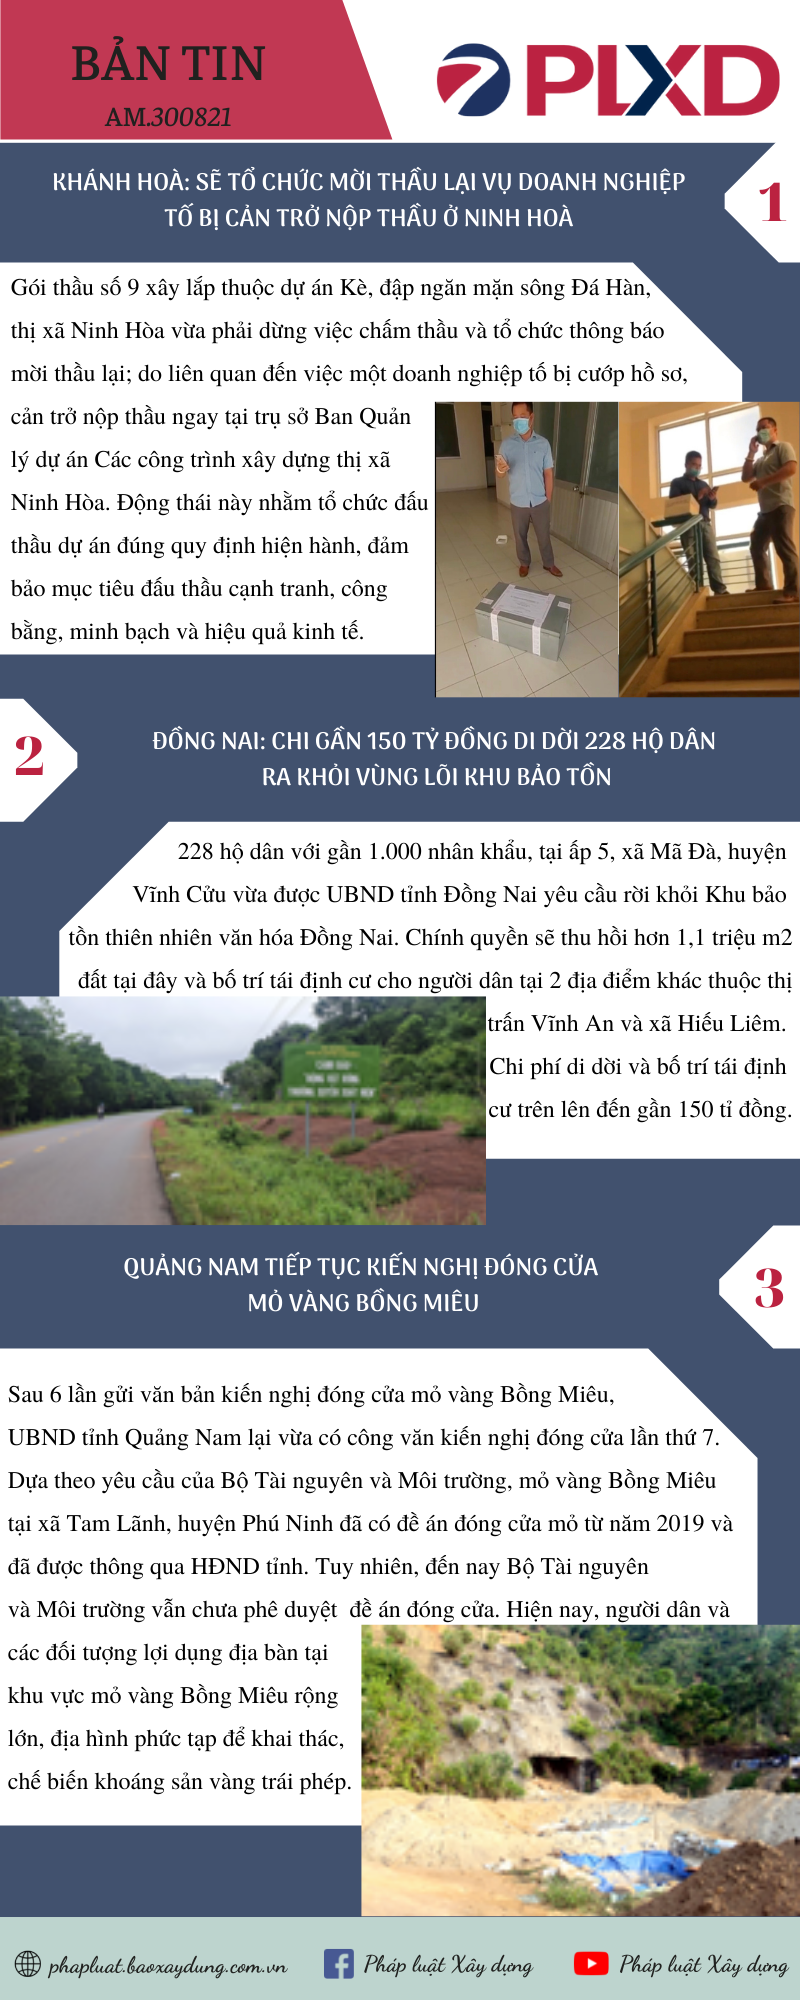 BẢN TIN
AM.300821
PLXD
KHÁNH HOÀ: SẼ TỔ CHỨC MỜI THẦU LẠI VỤ DOANH NGHIỆP
TỐ BỊ CẢN TRỞ NỘP THẦU Ở NINH HOÀ
1
Gói thầu số 9 xây lắp thuộc dự án Kè, đập ngăn mặn sông Đá Hàn,
thị xã Ninh Hòa vừa phải dừng việc chấm thầu và tổ chức thông báo
mời thầu lại; do liên quan đến việc một doanh nghiệp tố bị cướp hồ sơ,
cản trở nộp thầu ngay tại trụ sở Ban Quản
lý dự án Các công trình xây dựng thị xã
Ninh Hòa. Động thái này nhằm tổ chức đấu
thầu dự án đúng quy định hiện hành, đảm
bảo mục tiêu đấu thầu cạnh tranh, công
bằng, minh bạch và hiệu quả kinh tế.
2
ĐỒNG NAI: CHI GẦN 150 TỶ ĐỒNG DI DỜI 228 HỘ DÂN
RA KHỎI VÙNG LÕI KHU BẢO TỒN
228 hộ dân với gần 1.000 nhân khẩu, tại ấp 5, xã Mã Đà, huyện
Vĩnh Cửu vừa được UBND tỉnh Đồng Nai yêu cầu rời khỏi Khu bảo
tồn thiên nhiên văn hóa Đồng Nai. Chính quyền sẽ thu hồi hơn 1,1 triệu m2
đất tại đây và bố trí tái định cư cho người dân tại 2 địa điểm khác thuộc thị
trấn Vĩnh An và xã Hiếu Liêm.
Chi phí di dời và bố trí tái định
cư trên lên đến gần 150 tỉ đồng.
QUẢNG NAM TIẾP TỤC KIẾN NGHỊ ĐÓNG CỬA
MỎ VÀNG BỒNG MIÊU
3
Sau 6 lần gửi văn bản kiến nghị đóng cửa mỏ vàng Bồng Miêu,
UBND tỉnh Quảng Nam lại vừa có công văn kiến nghị đóng cửa lần thứ 7.
Dựa theo yêu cầu của Bộ Tài nguyên và Môi trường, mỏ vàng Bồng Miêu
tại xã Tam Lãnh, huyện Phú Ninh đã có đề án đóng cửa mỏ từ năm 2019 và
đã được thông qua HĐND tỉnh. Tuy nhiên, đến nay Bộ Tài nguyên
và Môi trường vẫn chưa phê duyệt đề án đóng cửa. Hiện nay, người dân và
các đối tượng lợi dụng địa bàn tại
khu vực mỏ vàng Bồng Miêu rộng
lớn, địa hình phức tạp để khai thác,
chế biến khoáng sản vàng trái phép.
phapluat.baoxaydung.com.vn
Pháp luật Xây dựng
Pháp luật Xây dựng